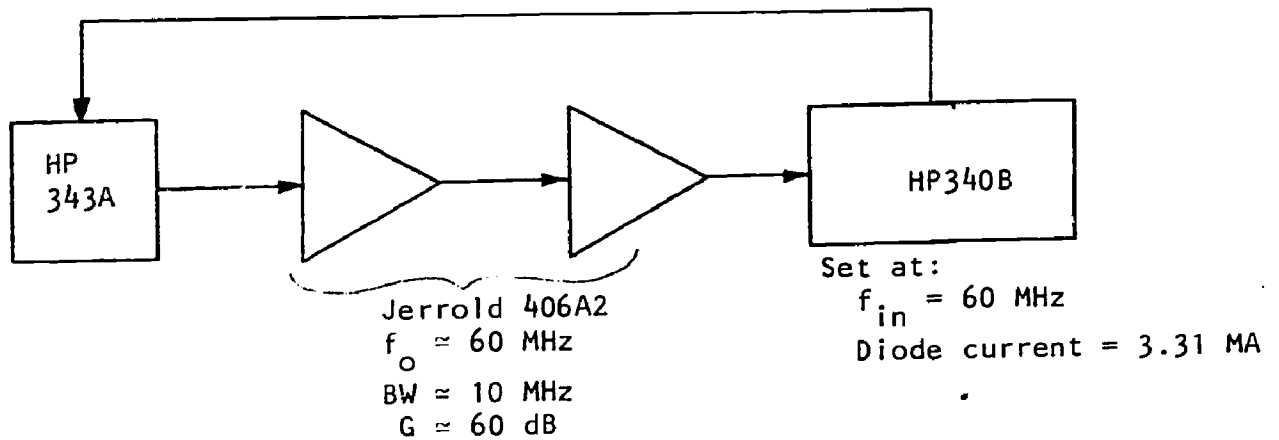 HP
343A
HP340B
Jerrold 406A2
f_o ≃ 60 MHz
BW ≃ 10 MHz
G ≃ 60 dB
Set at:
f_in = 60 MHz
Diode current = 3.31 MA